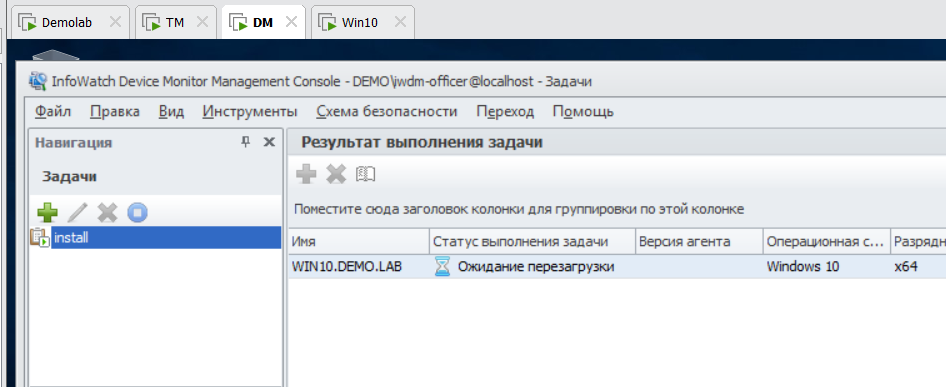 Demolab TM DM Win10
InfoWatch Device Monitor Management Console - DEMO\iwdm-officer@localhost - Задачи
Файл Правка Вид Инструменты Схема безопасности Переход Помощь
Навигация
Результат выполнения задачи
Задачи
Поместите сюда заголовок колонки для группировки по этой колонке
install
Имя Статус выполнения задачи Версия агента Операционная с... Разрядн
WIN10.DEMO.LAB Ожидание перезагрузки Windows 10 x64